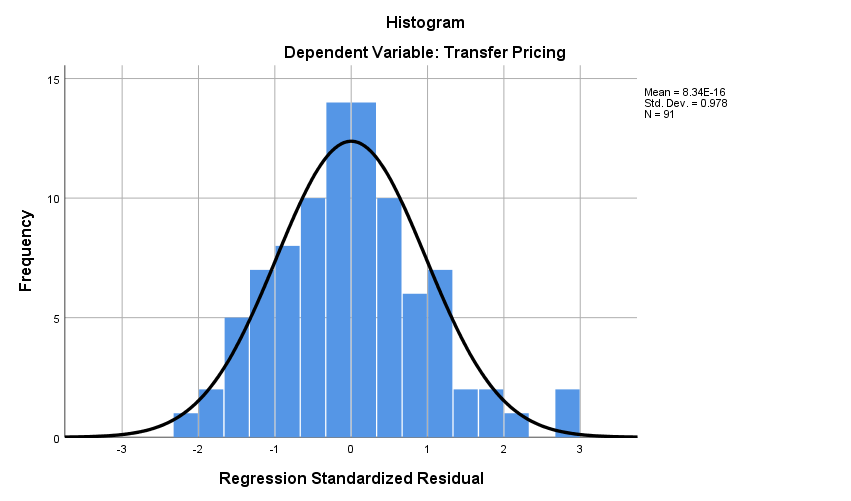 Histogram
Dependent Variable: Transfer Pricing
Mean = 8.34E-16
Std. Dev. = 0.978
N = 91
Frequency
15
10
5
0
-3 -2 -1 0 1 2 3
Regression Standardized Residual